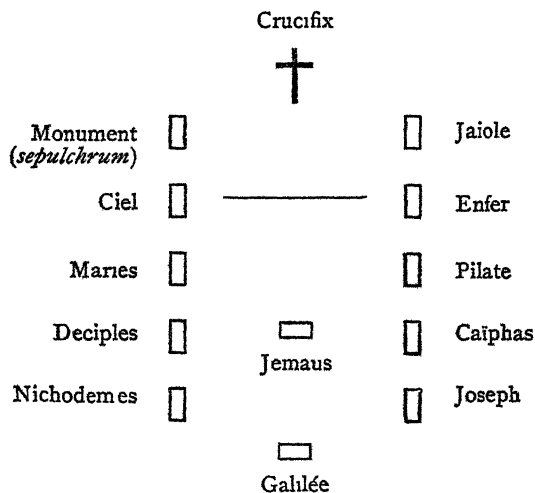 Crucifix
Monument
(sepulchrum)
Jaiole
Ciel
Enfer
Maries
Pilate
Deciples
Caïphas
Jemaus
Nichodemes
Joseph
Galilée